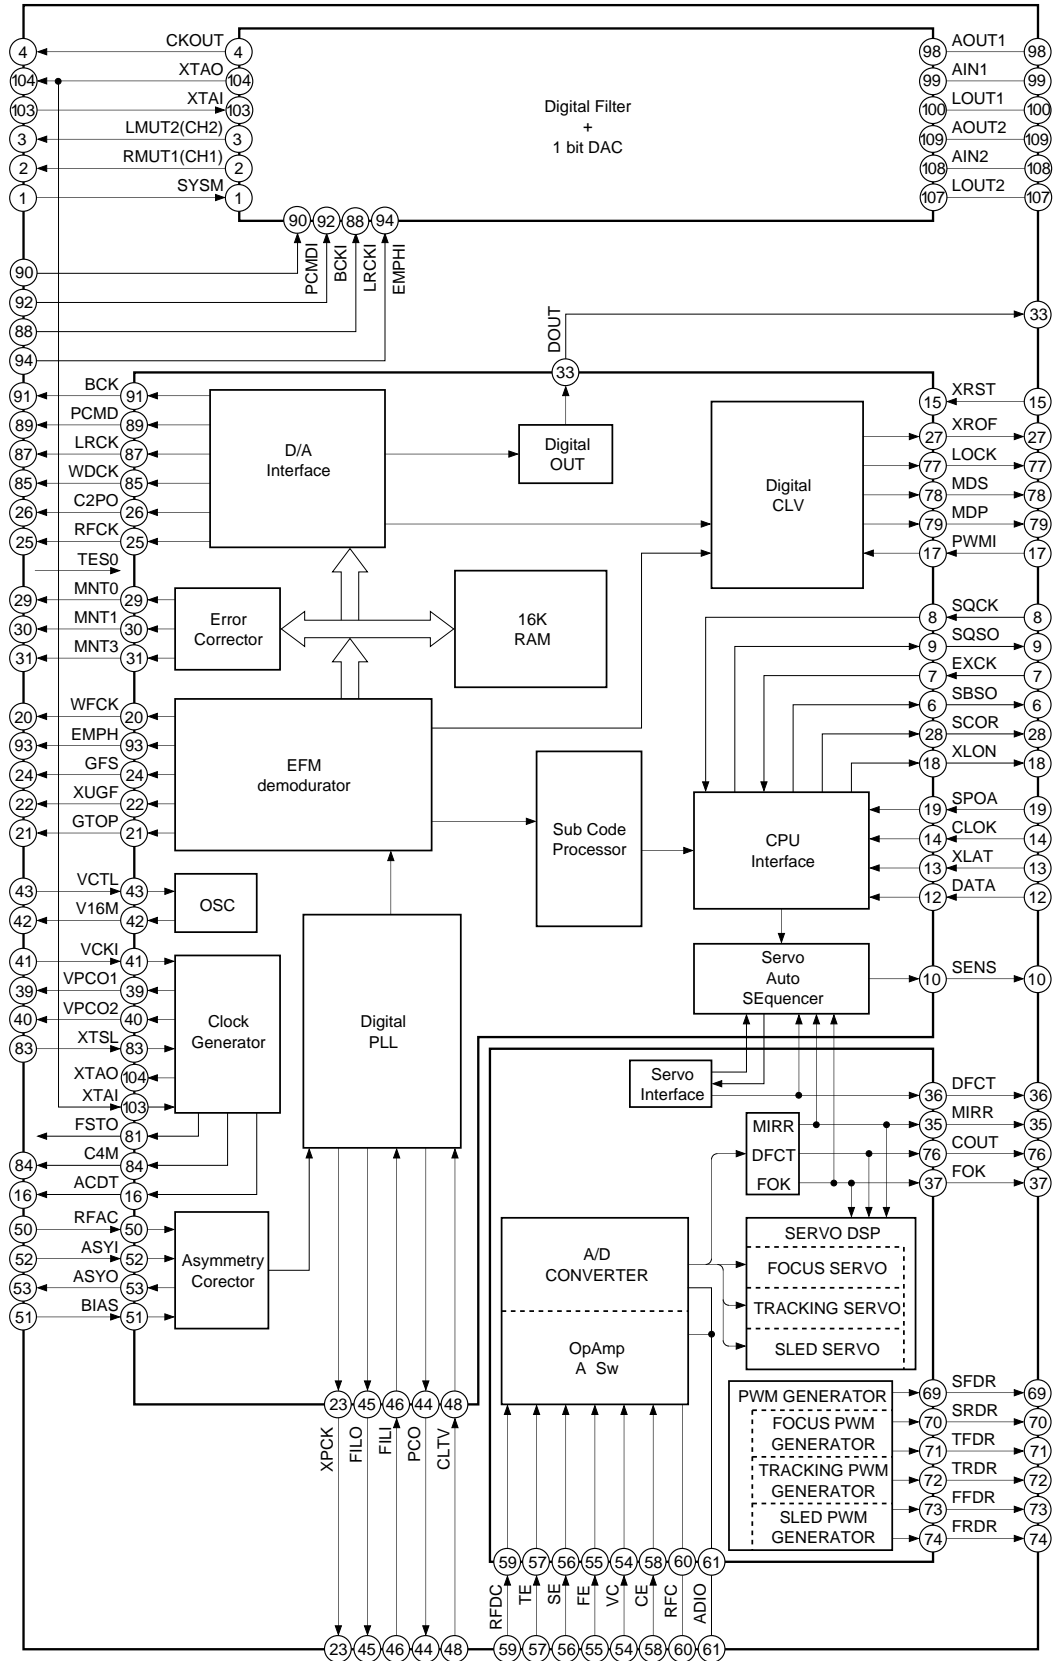 4 CKOUT 4
104 XTAO 104
103 XTAI 103
3 LMUT2(CH2) 3
2 RMUT1(CH1) 2
1 SYSM 1
Digital Filter
+
1 bit DAC
98 AOUT1 98
99 AIN1 99
100 LOUT1 100
109 AOUT2 109
108 AIN2 108
107 LOUT2 107
90 92 88 94
PCMDI
BCKI
LRCKI
EMPHI
90
92
88
94
DOUT
33
33
91 BCK 91
89 PCMD 89
87 LRCK 87
85 WDCK 85
26 C2PO 26
25 RFCK 25
TES0
29 MNT0 29
30 MNT1 30
31 MNT3 31
D/A
Interface
Digital
OUT
Digital
CLV
15 XRST 15
27 XROF 27
77 LOCK 77
78 MDS 78
79 MDP 79
17 PWMI 17
Error
Corrector
16K
RAM
8 SQCK 8
9 SQSO 9
7 EXCK 7
6 SBSO 6
28 SCOR 28
18 XLON 18
19 SPOA 19
14 CLOK 14
13 XLAT 13
12 DATA 12
20 WFCK 20
93 EMPH 93
24 GFS 24
22 XUGF 22
21 GTOP 21
EFM
demodurator
Sub Code
Processor
CPU
Interface
43 VCTL 43
42 V16M 42
OSC
41 VCKI 41
39 VPCO1 39
40 VPCO2 40
83 XTSL 83
XTAO 104
XTAI 103
FSTO 81
84 C4M 84
16 ACDT 16
Clock
Generator
Digital
PLL
Servo
Auto
SEquencer
10 SENS 10
Servo
Interface
36 DFCT 36
35 MIRR 35
76 COUT 76
37 FOK 37
MIRR
DFCT
FOK
50 RFAC 50
52 ASYI 52
53 ASYO 53
51 BIAS 51
Asymmetry
Corector
A/D
CONVERTER
OpAmp
A Sw
SERVO DSP
FOCUS SERVO
TRACKING SERVO
SLED SERVO
PWM GENERATOR
FOCUS PWM
GENERATOR
TRACKING PWM
GENERATOR
SLED PWM
GENERATOR
69 SFDR 69
70 SRDR 70
71 TFDR 71
72 TRDR 72
73 FFDR 73
74 FRDR 74
23 45 46 44 48
XPCK
FILO
FILI
PCO
CLTV
59 57 56 55 54 58 60 61
RFDC
TE
SE
FE
VC
CE
RFC
ADIO
23 45 46 44 48 59 57 56 55 54 58 60 61